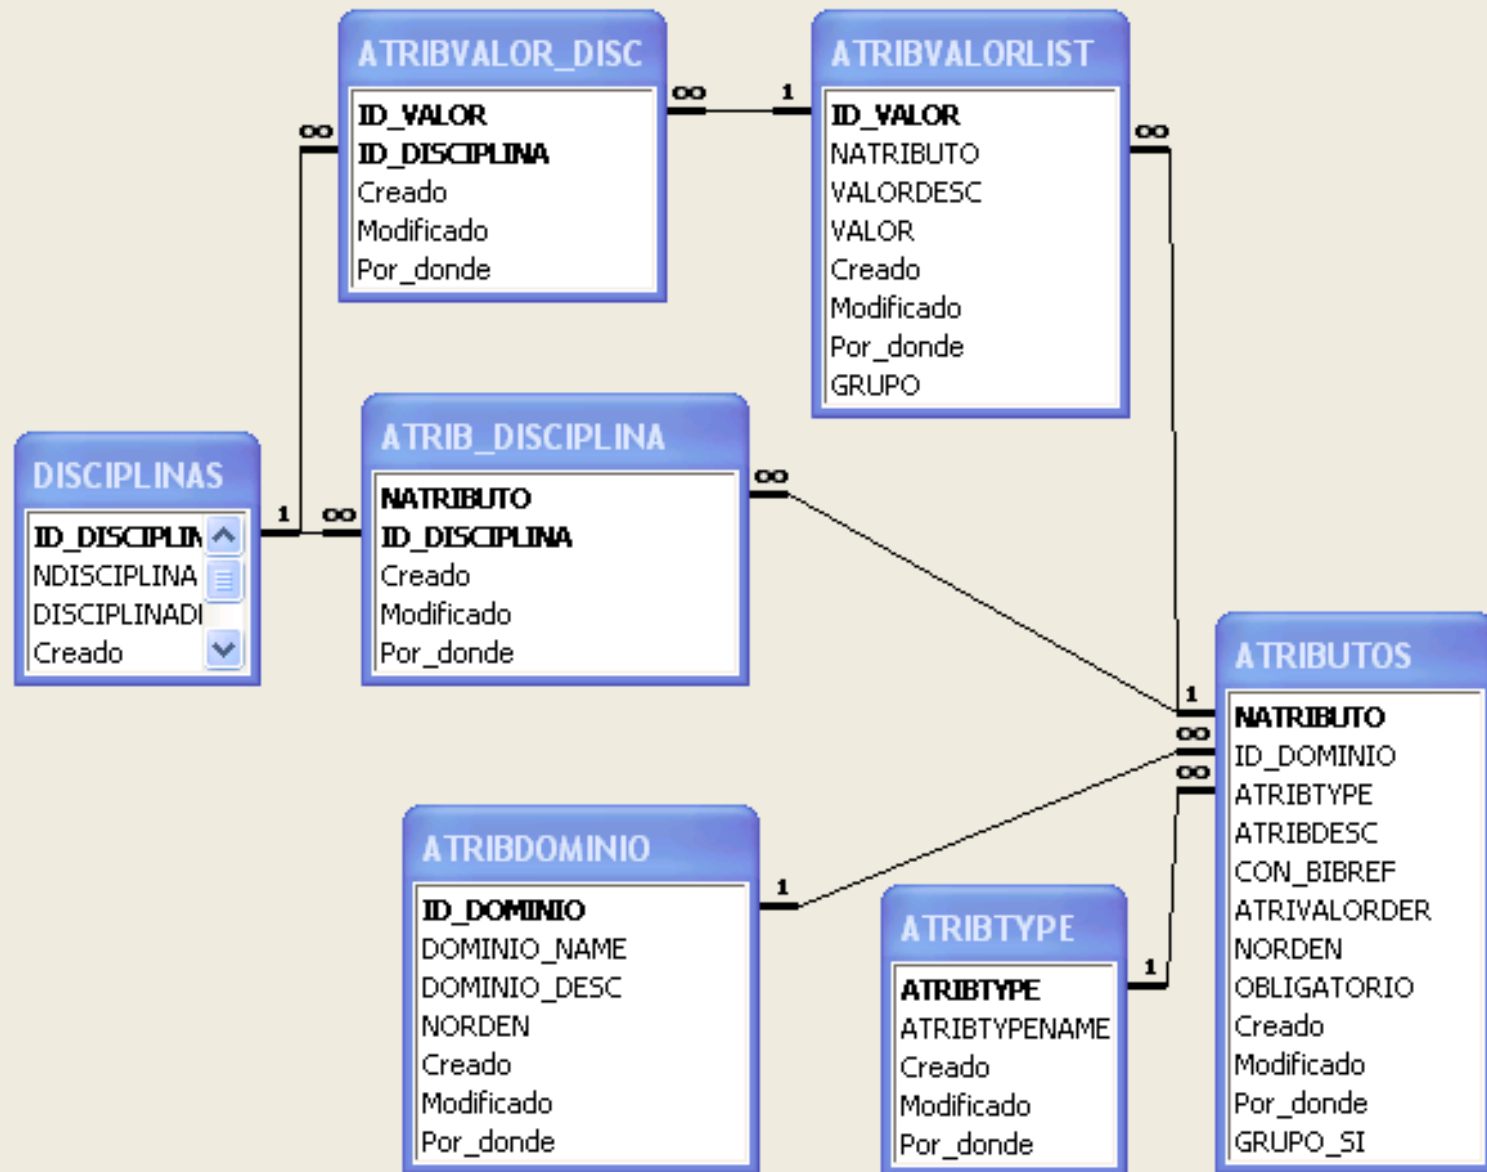 ATRIBVALOR_DISC
ID_VALOR
ID_DISCIPLINA
Creado
Modificado
Por_donde
ATRIBVALORLIST
ID_VALOR
NATRIBUTO
VALORDESC
VALOR
Creado
Modificado
Por_donde
GRUPO
∞ 1
∞
∞
DISCIPLINAS
ID_DISCIPLIN
NDISCIPLINA
DISCIPLINADI
Creado
1 ∞
ATRIB_DISCIPLINA
NATRIBUTO
ID_DISCIPLINA
Creado
Modificado
Por_donde
∞
ATRIBDOMINIO
ID_DOMINIO
DOMINIO_NAME
DOMINIO_DESC
NORDEN
Creado
Modificado
Por_donde
1
ATRIBTYPE
ATRIBTYPE
ATRIBTYPENAME
Creado
Modificado
Por_donde
1
1
∞
∞
ATRIBUTOS
NATRIBUTO
ID_DOMINIO
ATRIBTYPE
ATRIBDESC
CON_BIBREF
ATRIVALORDER
NORDEN
OBLIGATORIO
Creado
Modificado
Por_donde
GRUPO_SI